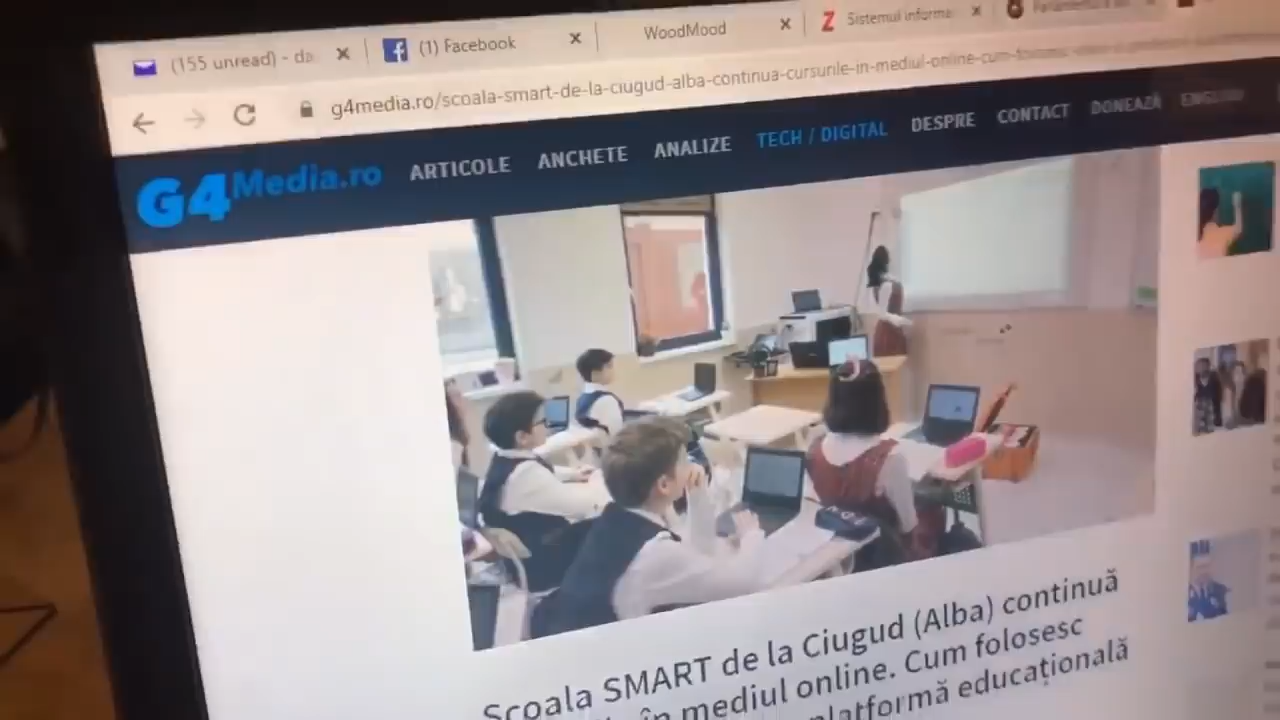 (155 unread) - da
(1) Facebook
WoodMood
Sistemul informa
g4media.ro/scoala-smart-de-la-ciugud-alba-continua-cursurile-in-mediul-online-cum-folosesc
G4Media.ro
ARTICOLE
ANCHETE
ANALIZE
TECH / DIGITAL
DESPRE
CONTACT
DONEAZĂ
ENGLISH
Școala SMART de la Ciugud (Alba) continuă
în mediul online. Cum folosesc
platformă educațională